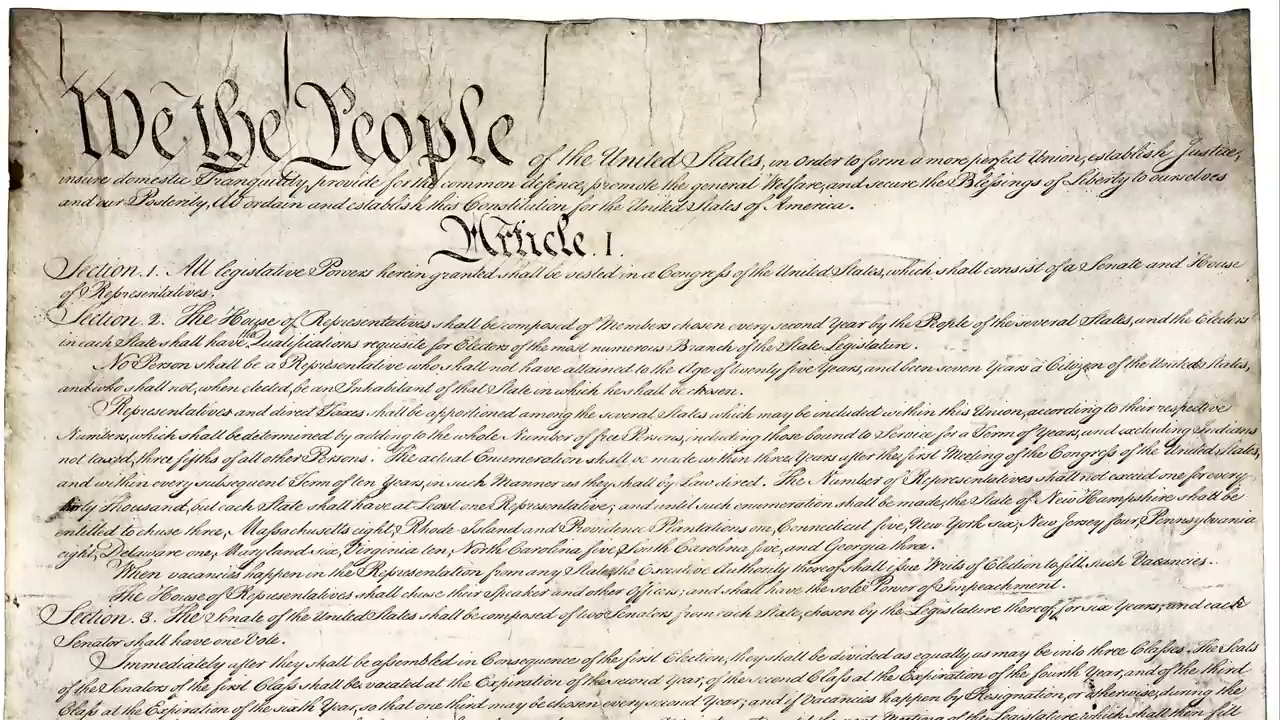 We the People of the United States, in Order to form a more perfect Union, establish Justice,
insure domestic Tranquility, provide for the common defence, promote the general Welfare, and secure the Blessings of Liberty to ourselves
and our Posterity, do ordain and establish this Constitution for the United States of America.
Article. I.
Section. 1. All legislative Powers herein granted shall be vested in a Congress of the United States, which shall consist of a Senate and House
of Representatives.
Section. 2. The House of Representatives shall be composed of Members chosen every second Year by the People of the several States, and the Electors
in each State shall have the Qualifications requisite for Electors of the most numerous Branch of the State Legislature.
No Person shall be a Representative who shall not have attained to the Age of twenty five Years, and been seven Years a Citizen of the United States,
and who shall not, when elected, be an Inhabitant of that State in which he shall be chosen.
Representatives and direct Taxes shall be apportioned among the several States which may be included within this Union, according to their respective
Numbers, which shall be determined by adding to the whole Number of free Persons, including those bound to Service for a Term of Years, and excluding Indians
not taxed, three fifths of all other Persons. The actual Enumeration shall be made within three Years after the first Meeting of the Congress of the United States,
and within every subsequent Term of ten Years, in such Manner as they shall by Law direct. The Number of Representatives shall not exceed one for every
thirty Thousand, but each State shall have at Least one Representative; and until such enumeration shall be made, the State of New Hampshire shall be
entitled to chuse three, Massachusetts eight, Rhode Island and Providence Plantations one, Connecticut five, New York six, New Jersey four, Pennsylvania
eight, Delaware one, Maryland six, Virginia ten, North Carolina five, South Carolina five, and Georgia three.
When vacancies happen in the Representation from any State, the Executive Authority thereof shall issue Writs of Election to fill such Vacancies.
The House of Representatives shall chuse their Speaker and other Officers; and shall have the sole Power of Impeachment.
Section. 3. The Senate of the United States shall be composed of two Senators from each State, chosen by the Legislature thereof, for six Years; and each
Senator shall have one Vote.
Immediately after they shall be assembled in Consequence of the first Election, they shall be divided as equally as may be into three Classes. The Seats
of the Senators of the first Class shall be vacated at the Expiration of the second Year, of the second Class at the Expiration of the fourth Year, and of the third
Class at the Expiration of the sixth Year, so that one third may be chosen every second Year; and if Vacancies happen by Resignation, or otherwise, during the
Meeting of the Legislature, which shall then fill